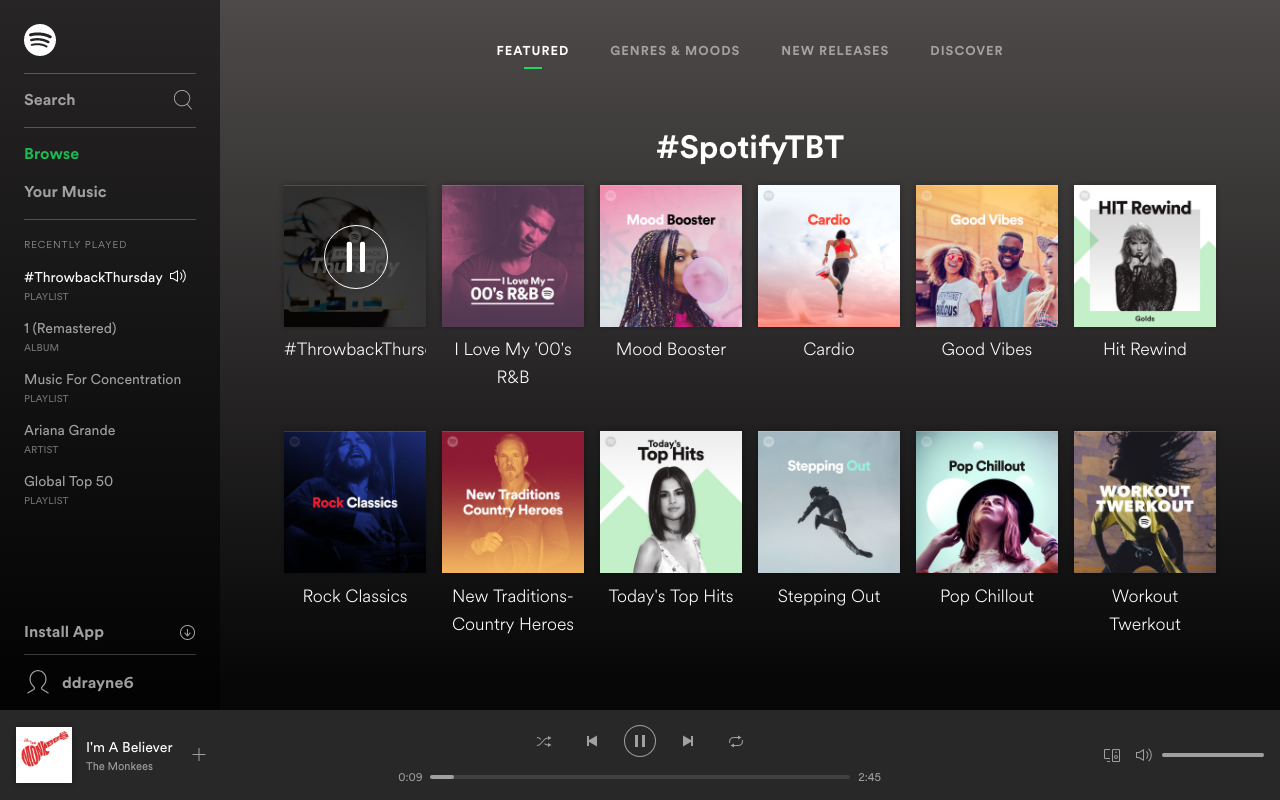 FEATURED
GENRES & MOODS
NEW RELEASES
DISCOVER
Search
Browse
Your Music
RECENTLY PLAYED
#ThrowbackThursday
PLAYLIST
1 (Remastered)
ALBUM
Music For Concentration
PLAYLIST
Ariana Grande
ARTIST
Global Top 50
PLAYLIST
Install App
ddrayne6
#SpotifyTBT
Thursday
#ThrowbackThurs
I Love My
00's R&B
I Love My '00's
R&B
Mood Booster
Mood Booster
Cardio
Cardio
Good Vibes
Good Vibes
HIT Rewind
Golds
Hit Rewind
Rock Classics
Rock Classics
New Traditions
Country Heroes
New Traditions-
Country Heroes
Today's
Top Hits
Today's Top Hits
Stepping Out
Stepping Out
Pop Chillout
Pop Chillout
WORKOUT
TWERKOUT
Workout
Twerkout
MONKEES
I'm A Believer
The Monkees
0:09
2:45